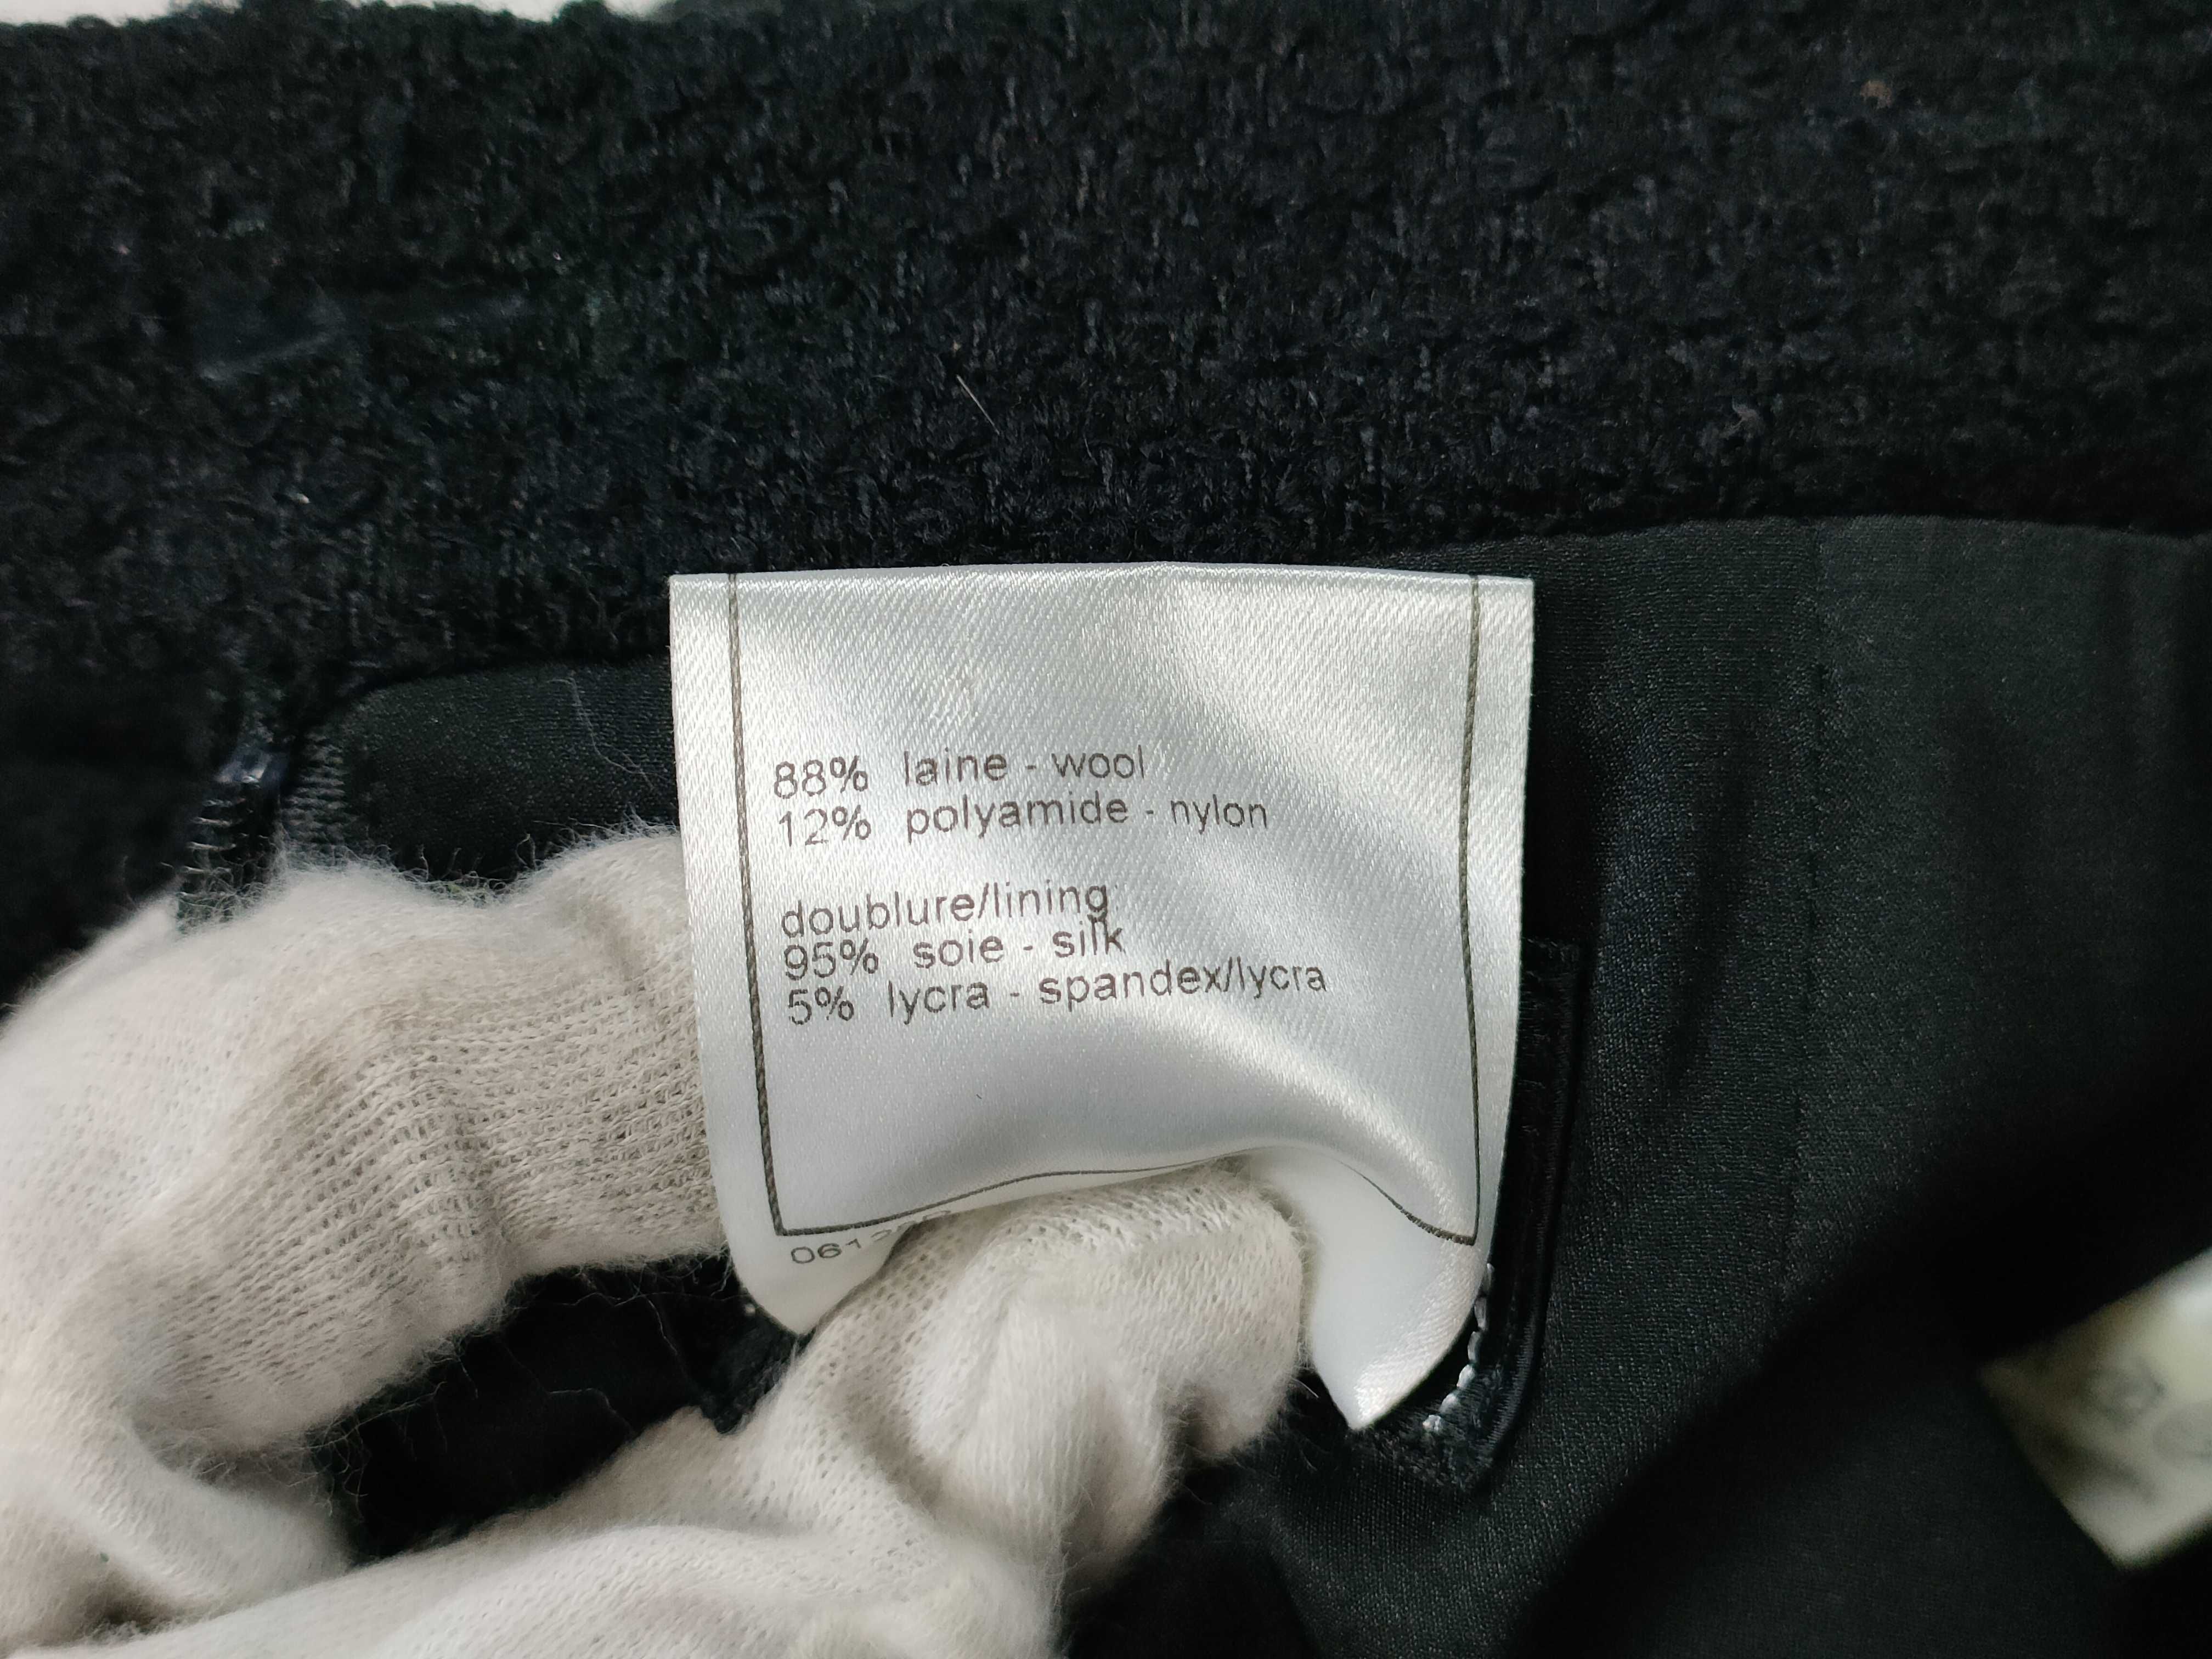 88% laine - wool
12% polyamide - nylon
doublure/lining
95% soie - silk
5% lycra - spandex/lycra